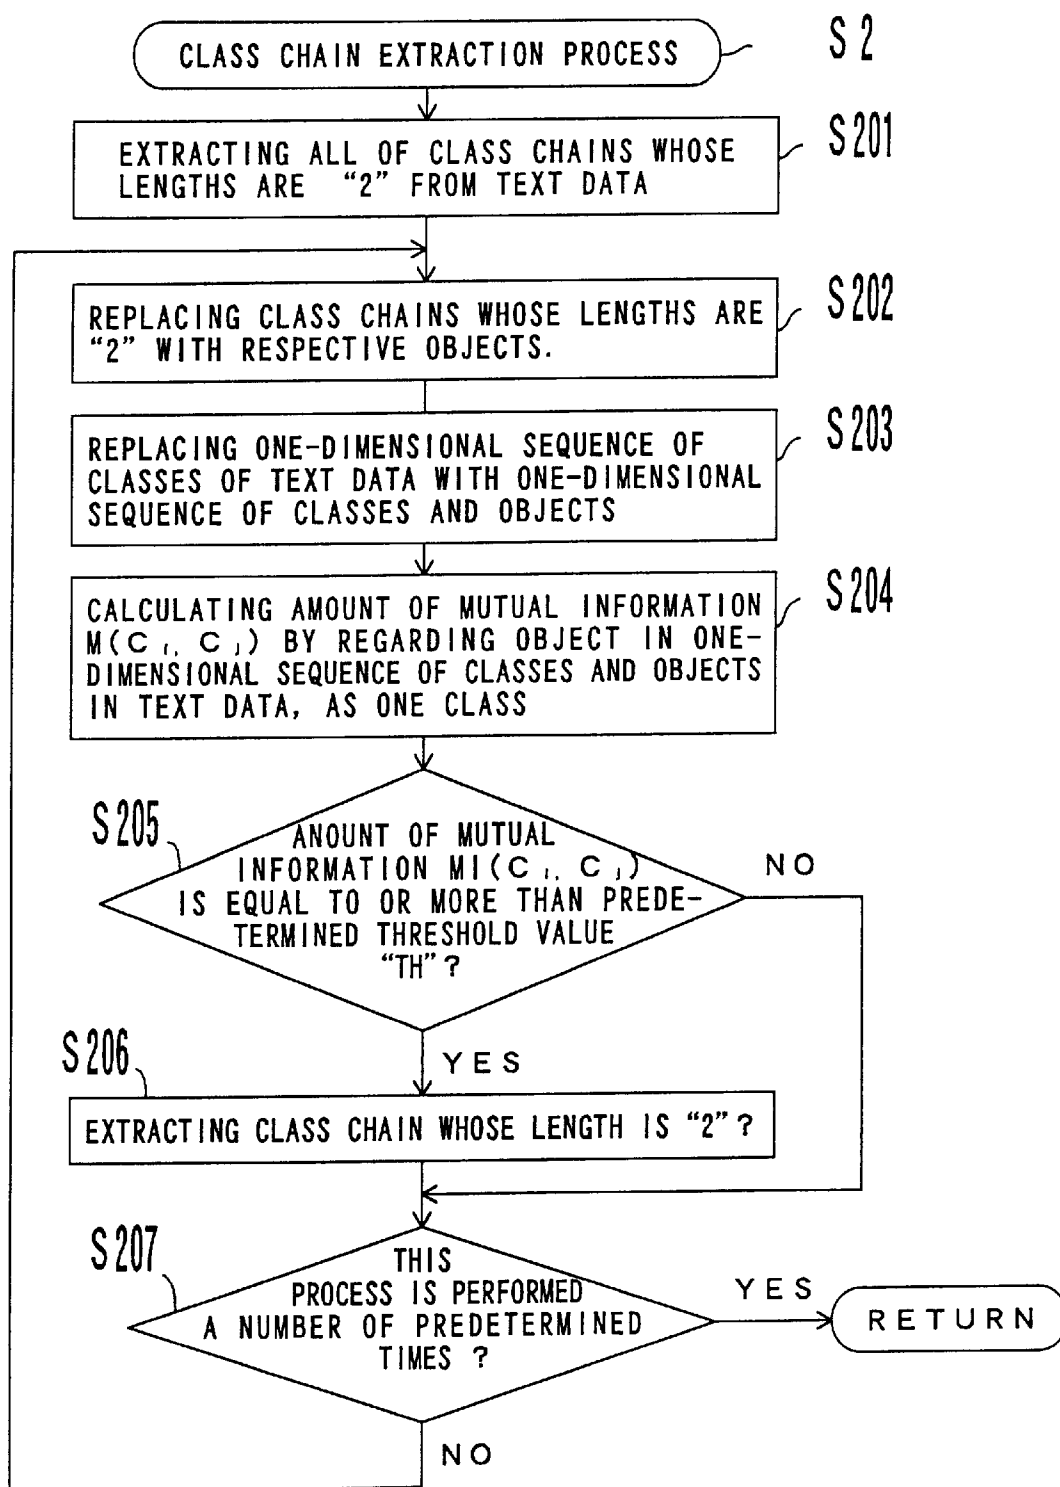 CLASS CHAIN EXTRACTION PROCESS
S2
EXTRACTING ALL OF CLASS CHAINS WHOSE
LENGTHS ARE "2" FROM TEXT DATA
S201
REPLACING CLASS CHAINS WHOSE LENGTHS ARE
"2" WITH RESPECTIVE OBJECTS.
S202
REPLACING ONE-DIMENSIONAL SEQUENCE OF
CLASSES OF TEXT DATA WITH ONE-DIMENSIONAL
SEQUENCE OF CLASSES AND OBJECTS
S203
CALCULATING AMOUNT OF MUTUAL INFORMATION
M(C i, C j) BY REGARDING OBJECT IN ONE-
DIMENSIONAL SEQUENCE OF CLASSES AND OBJECTS
IN TEXT DATA, AS ONE CLASS
S204
S205
ANOUNT OF MUTUAL
INFORMATION MI(C i, C j)
IS EQUAL TO OR MORE THAN PREDE-
TERMINED THRESHOLD VALUE
"TH"?
NO
YES
S206
EXTRACTING CLASS CHAIN WHOSE LENGTH IS "2"?
S207
THIS
PROCESS IS PERFORMED
A NUMBER OF PREDETERMINED
TIMES ?
YES
RETURN
NO